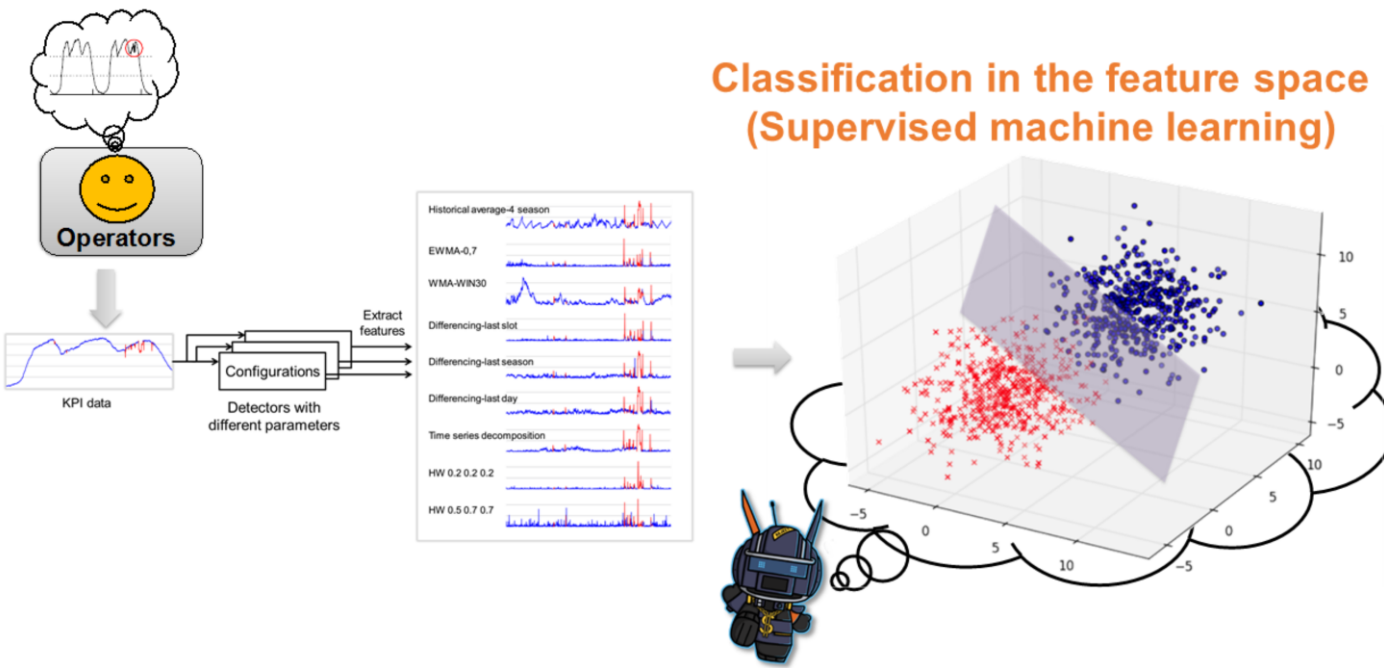 Classification in the feature space
(Supervised machine learning)
Operators
KPI data
Configurations
Detectors with
different parameters
Extract
features
Historical average-4 season
EWMA-0,7
WMA-WIN30
Differencing-last slot
Differencing-last season
Differencing-last day
Time series decomposition
HW 0.2 0.2 0.2
HW 0.5 0.7 0.7
10
5
0
−5
10
5
0
−5
−5
0
5
10
$